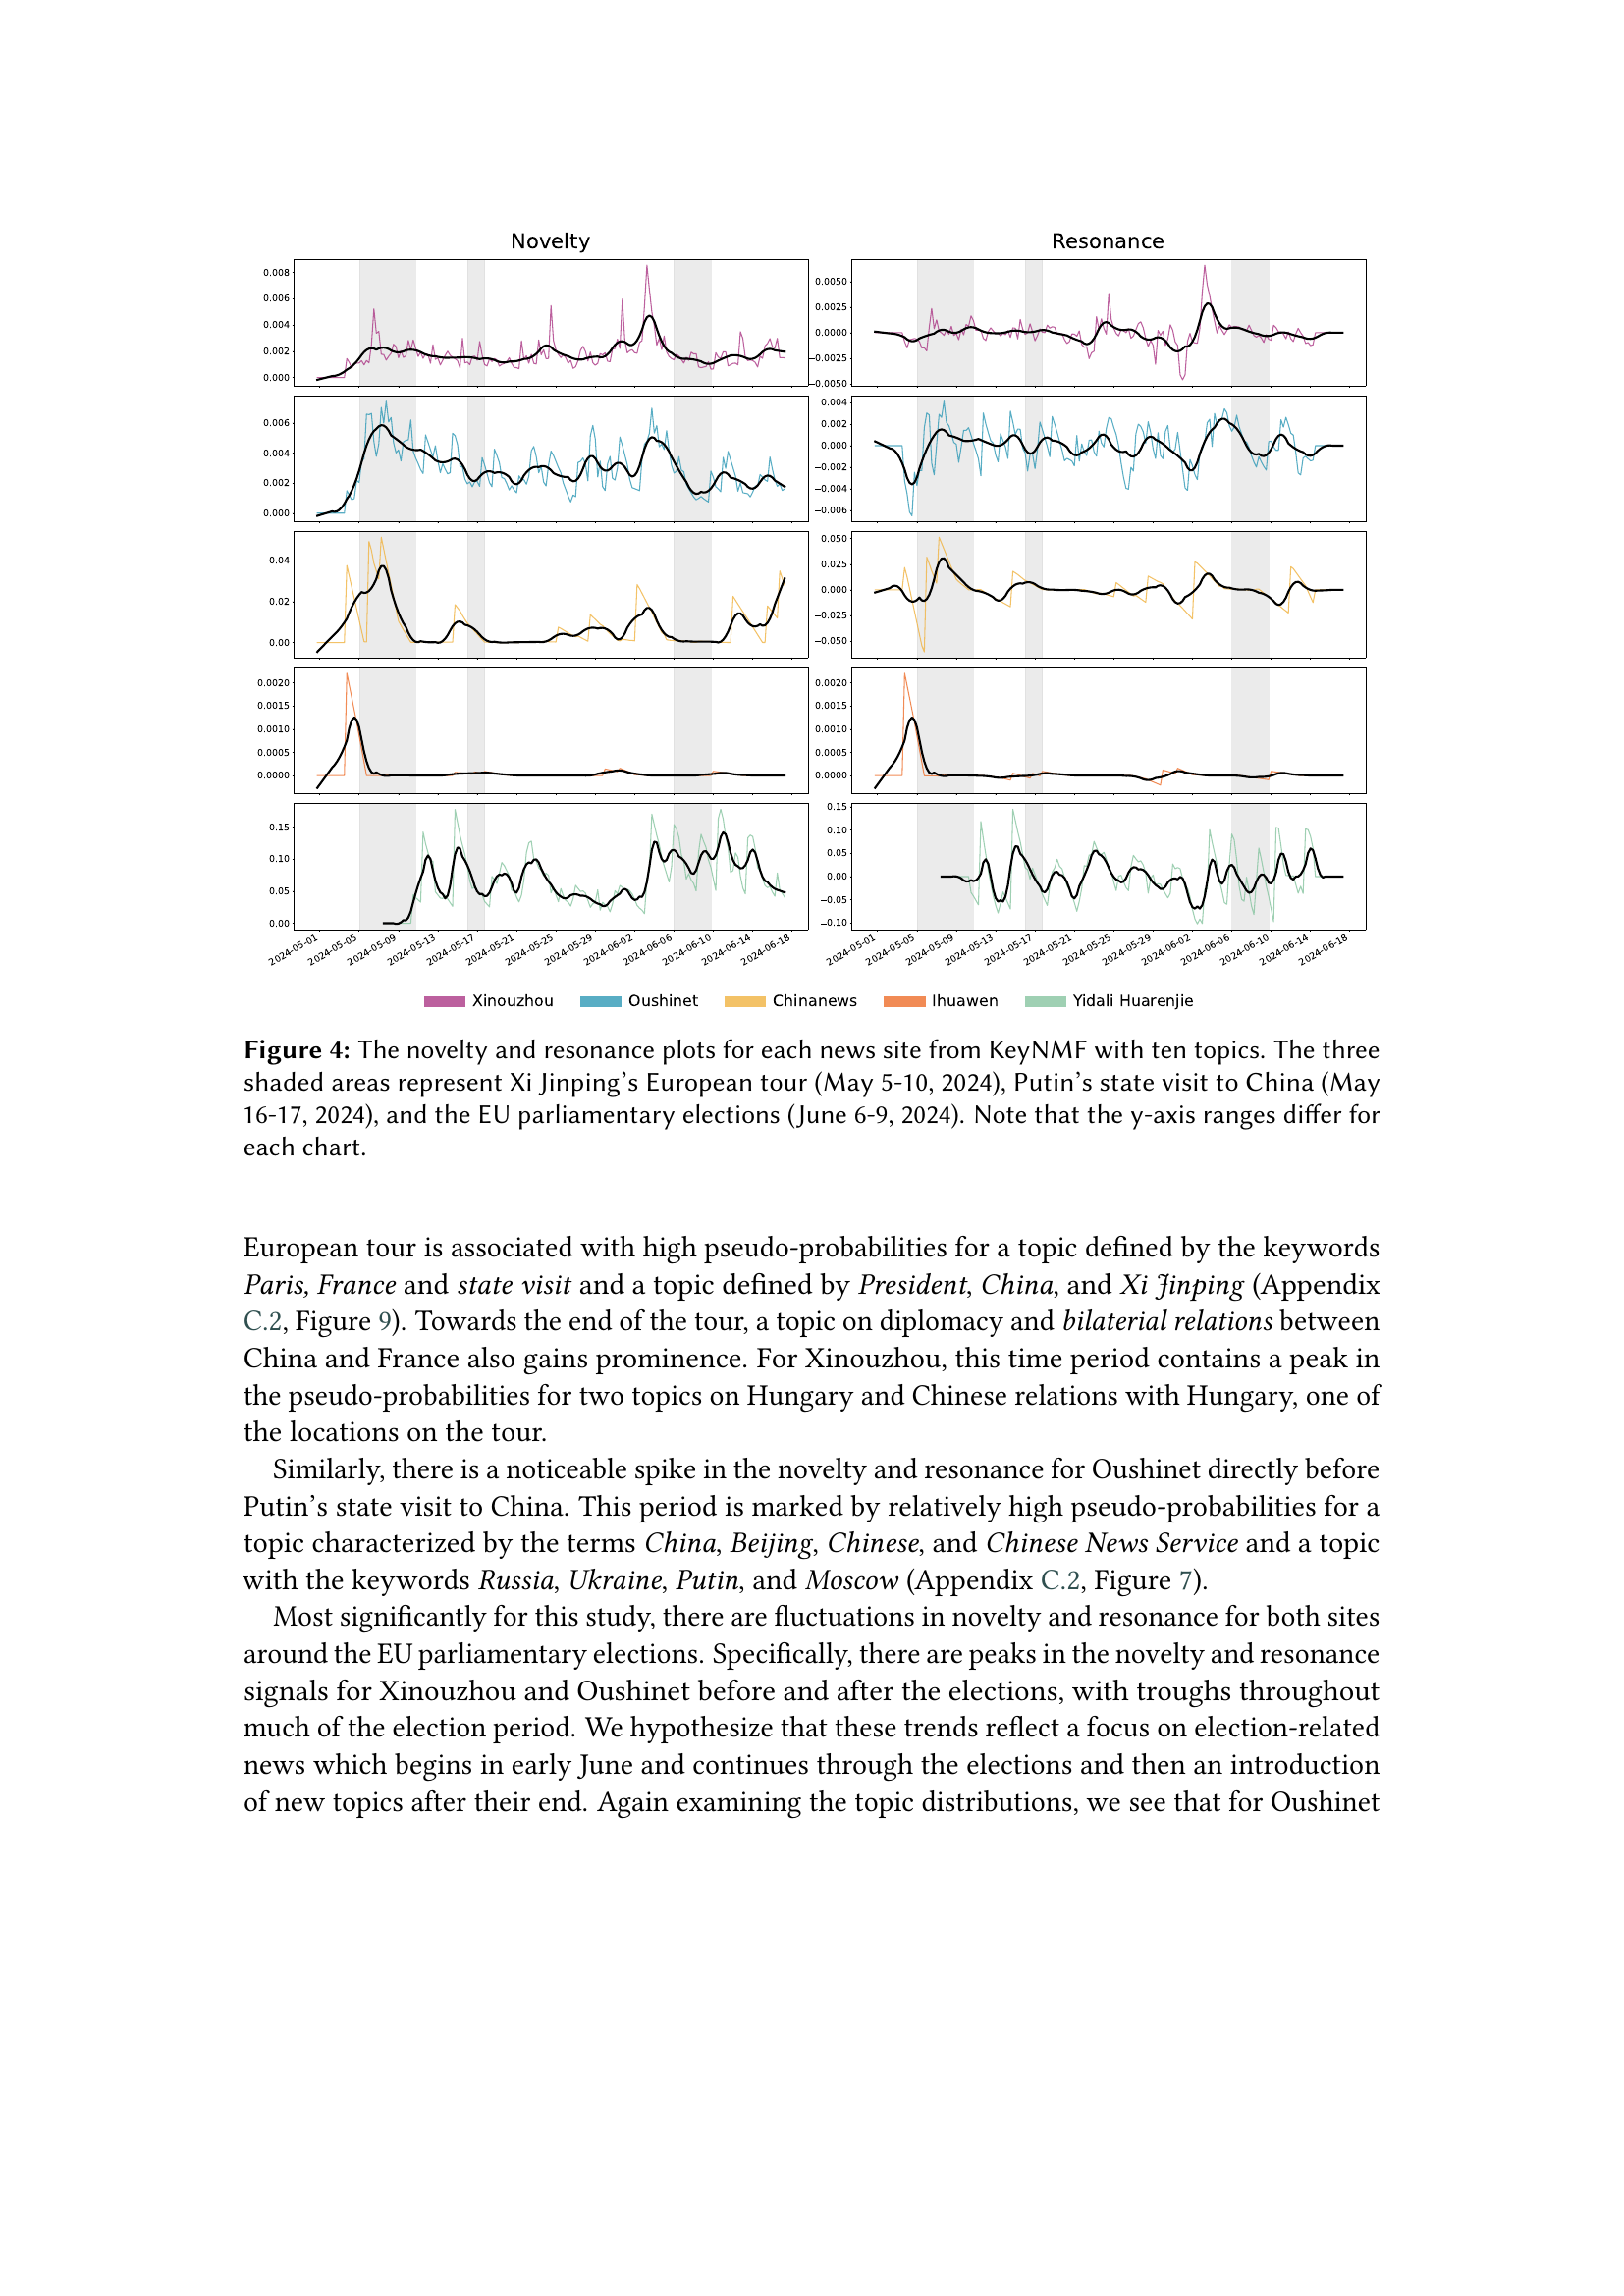 Novelty
Resonance
0.008
0.006
0.004
0.002
0.000
0.0050
0.0025
0.0000
−0.0025
−0.0050
0.006
0.004
0.002
0.000
0.004
0.002
0.000
−0.002
−0.004
−0.006
0.04
0.02
0.00
0.050
0.025
0.000
−0.025
−0.050
0.0020
0.0015
0.0010
0.0005
0.0000
0.0020
0.0015
0.0010
0.0005
0.0000
0.15
0.10
0.05
0.00
0.15
0.10
0.05
0.00
−0.05
−0.10
2024-05-01 2024-05-05 2024-05-09 2024-05-13 2024-05-17 2024-05-21 2024-05-25 2024-05-29 2024-06-02 2024-06-06 2024-06-10 2024-06-14 2024-06-18
2024-05-01 2024-05-05 2024-05-09 2024-05-13 2024-05-17 2024-05-21 2024-05-25 2024-05-29 2024-06-02 2024-06-06 2024-06-10 2024-06-14 2024-06-18
Xinouzhou Oushinet Chinanews Ihuawen Yidali Huarenjie
Figure 4: The novelty and resonance plots for each news site from KeyNMF with ten topics. The three
shaded areas represent Xi Jinping's European tour (May 5-10, 2024), Putin's state visit to China (May
16-17, 2024), and the EU parliamentary elections (June 6-9, 2024). Note that the y-axis ranges differ for
each chart.
European tour is associated with high pseudo-probabilities for a topic defined by the keywords
Paris, France and state visit and a topic defined by President, China, and Xi Jinping (Appendix
C.2, Figure 9). Towards the end of the tour, a topic on diplomacy and bilaterial relations between
China and France also gains prominence. For Xinouzhou, this time period contains a peak in
the pseudo-probabilities for two topics on Hungary and Chinese relations with Hungary, one of
the locations on the tour.
Similarly, there is a noticeable spike in the novelty and resonance for Oushinet directly before
Putin's state visit to China. This period is marked by relatively high pseudo-probabilities for a
topic characterized by the terms China, Beijing, Chinese, and Chinese News Service and a topic
with the keywords Russia, Ukraine, Putin, and Moscow (Appendix C.2, Figure 7).
Most significantly for this study, there are fluctuations in novelty and resonance for both sites
around the EU parliamentary elections. Specifically, there are peaks in the novelty and resonance
signals for Xinouzhou and Oushinet before and after the elections, with troughs throughout
much of the election period. We hypothesize that these trends reflect a focus on election-related
news which begins in early June and continues through the elections and then an introduction
of new topics after their end. Again examining the topic distributions, we see that for Oushinet